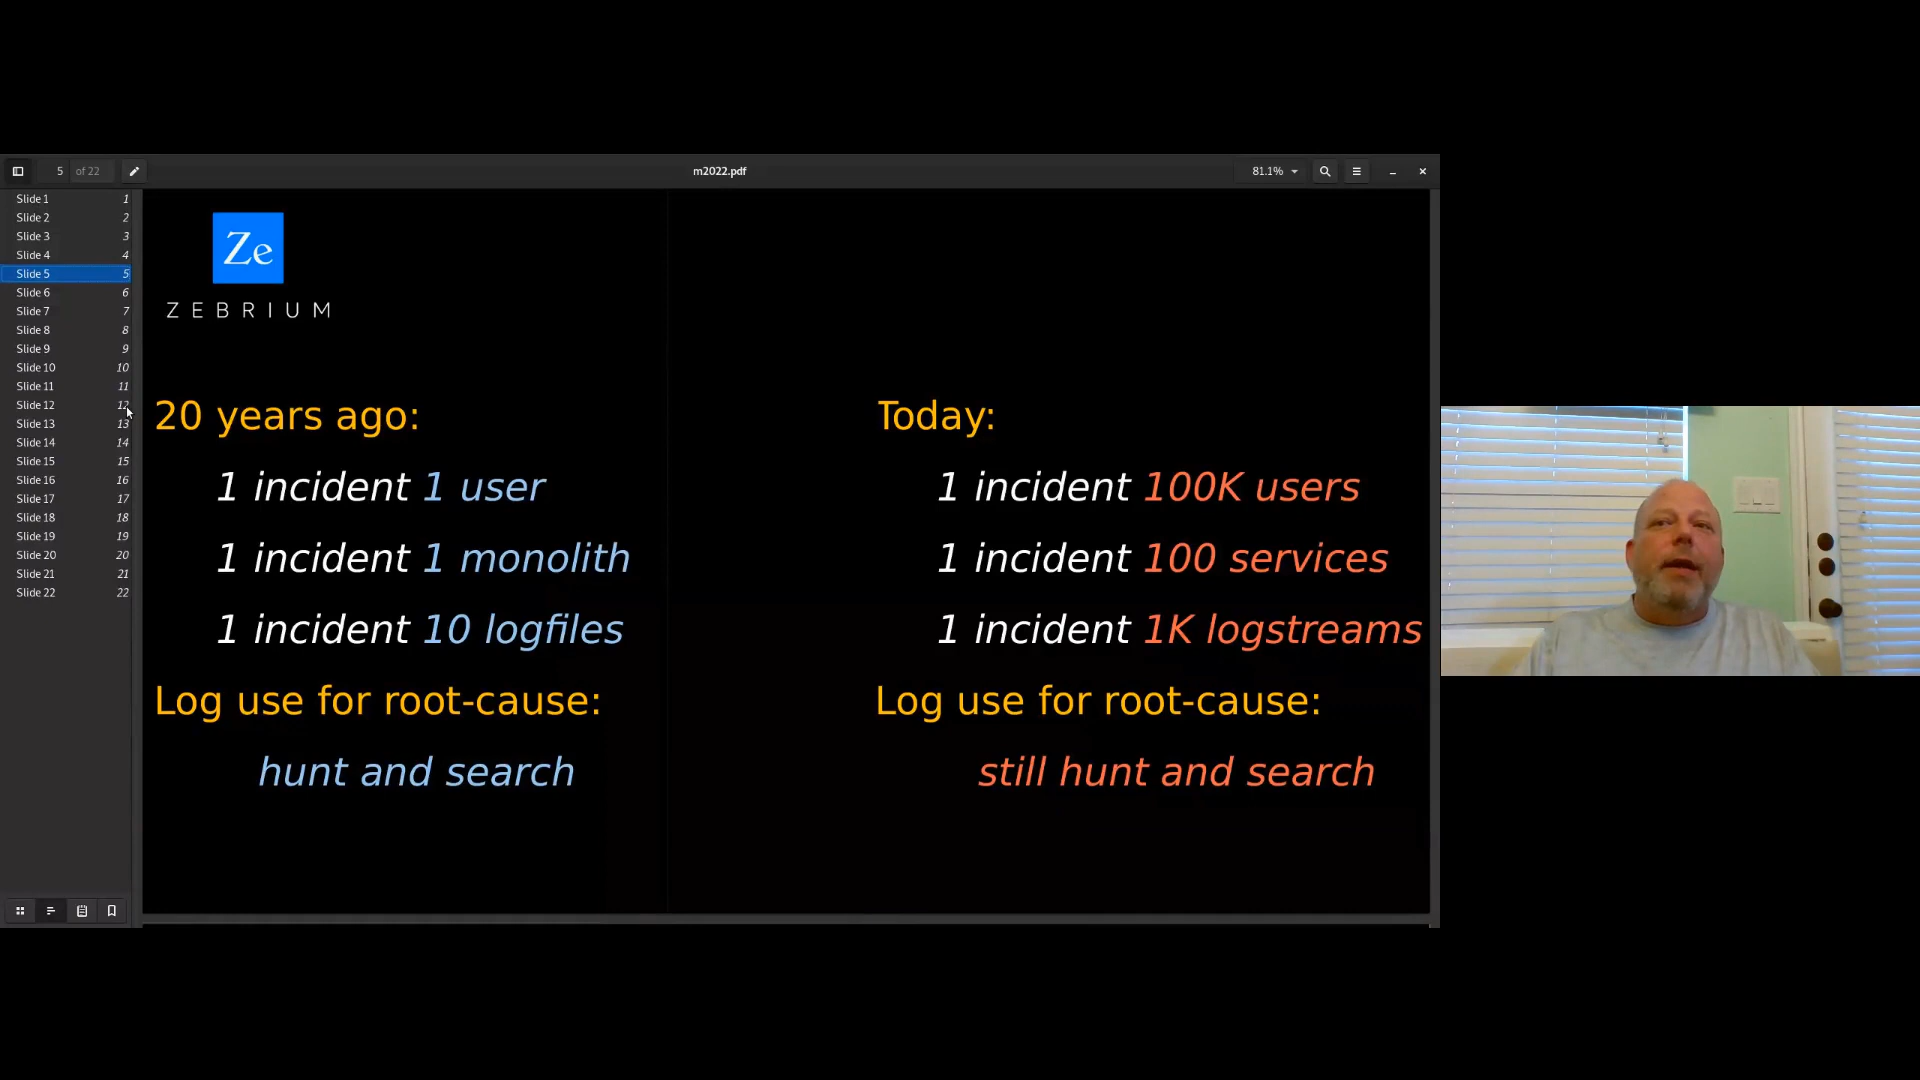 5 of 22
m2022.pdf
81.1%
Slide 1 1
Slide 2 2
Slide 3 3
Slide 4 4
Slide 5 5
Slide 6 6
Slide 7 7
Slide 8 8
Slide 9 9
Slide 10 10
Slide 11 11
Slide 12 12
Slide 13 13
Slide 14 14
Slide 15 15
Slide 16 16
Slide 17 17
Slide 18 18
Slide 19 19
Slide 20 20
Slide 21 21
Slide 22 22
Ze
ZEBRIUM
20 years ago:
1 incident 1 user
1 incident 1 monolith
1 incident 10 logfiles
Log use for root-cause:
hunt and search
Today:
1 incident 100K users
1 incident 100 services
1 incident 1K logstreams
Log use for root-cause:
still hunt and search